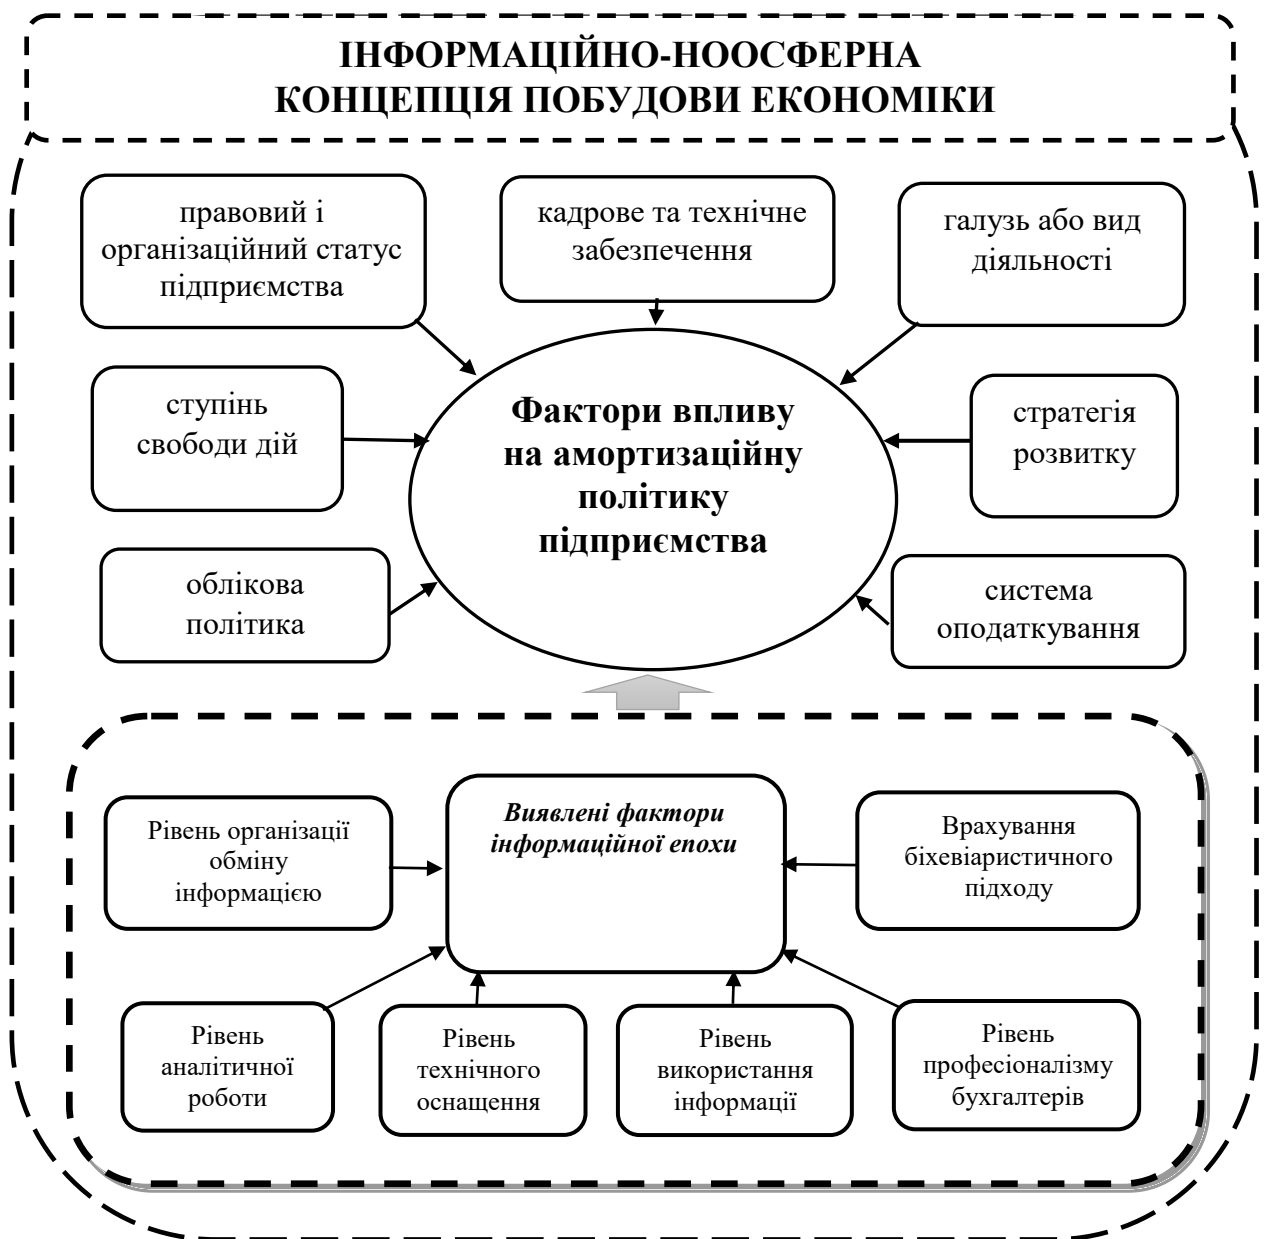 ІНФОРМАЦІЙНО-НООСФЕРНА
КОНЦЕПЦІЯ ПОБУДОВИ ЕКОНОМІКИ
правовий і
організаційний статус
підприємства
кадрове та технічне
забезпечення
галузь або вид
діяльності
ступінь
свободи дій
Фактори впливу
на амортизаційну
політику
підприємства
стратегія
розвитку
облікова
політика
система
оподаткування
Виявлені фактори
інформаційної епохи
Рівень організації
обміну
інформацією
Врахування
біхевіаристичного
підходу
Рівень
аналітичної
роботи
Рівень
технічного
оснащення
Рівень
використання
інформації
Рівень
професіоналізму
бухгалтерів